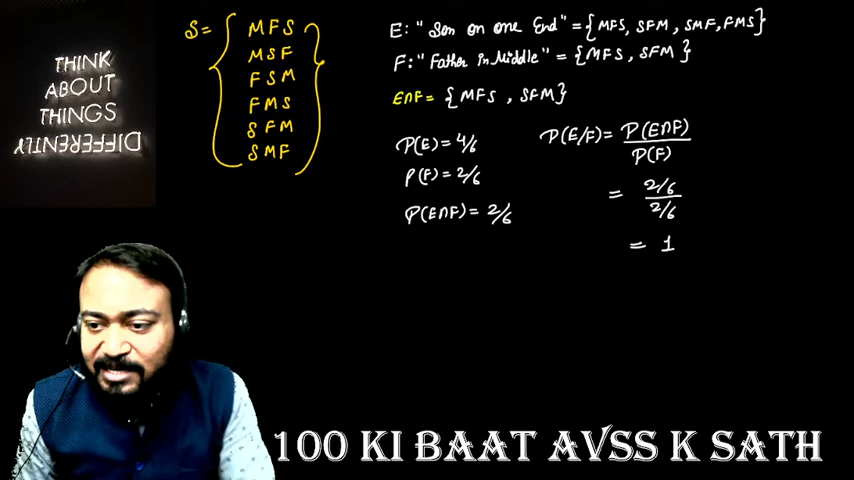 THINK
ABOUT
THINGS
DIFFERENTLY
S = { MFS
MSF
FSM
FMS
SFM
SMF }
E: "Son on one End" = {MFS, SFM, SMF, FMS}
F: "Father in Middle" = {MFS, SFM}
E∩F = {MFS, SFM}
P(E) = 4/6
P(F) = 2/6
P(E∩F) = 2/6
P(E/F) = P(E∩F)/P(F)
= (2/6)/(2/6)
= 1
100 KI BAAT AVSS K SATH